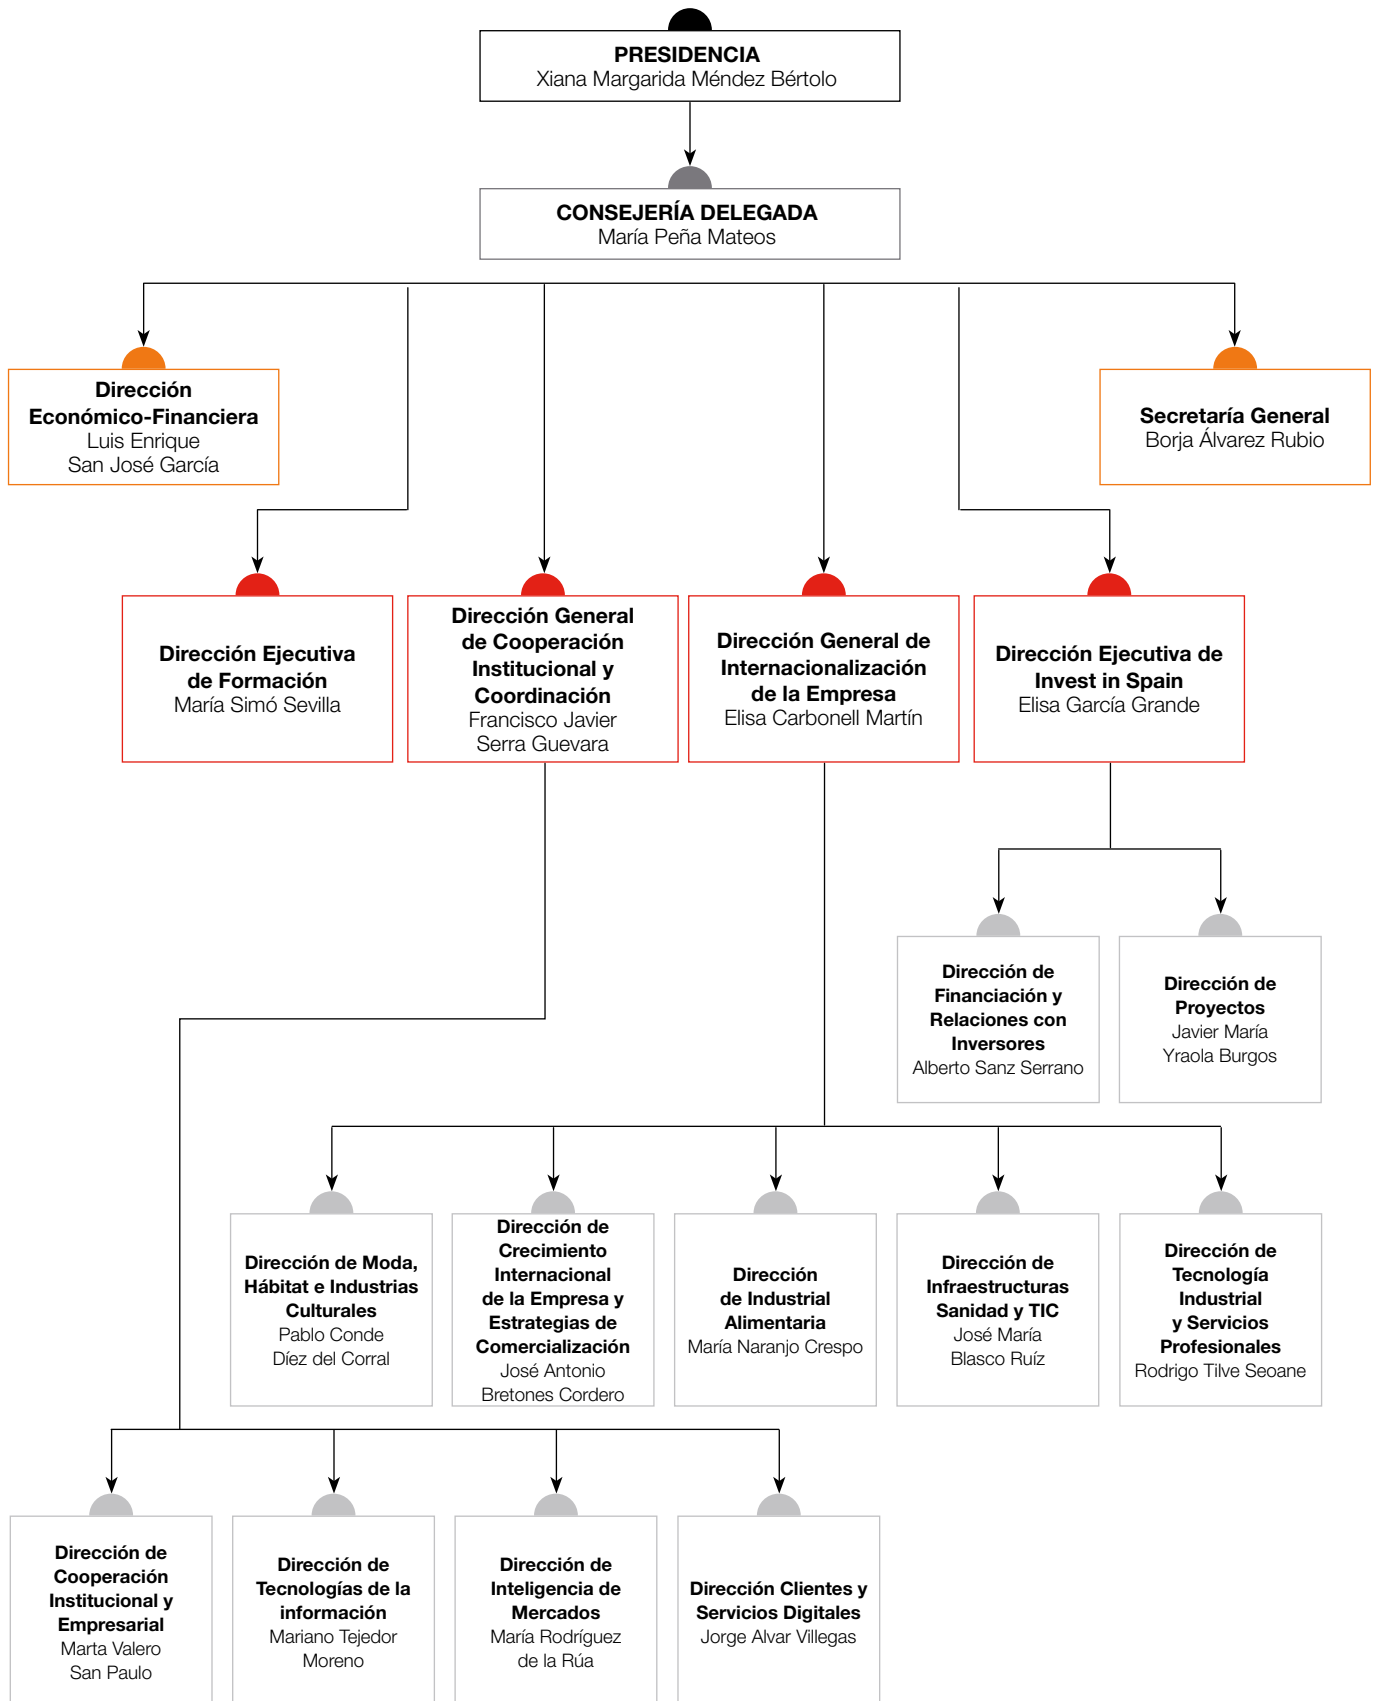 PRESIDENCIA
Xiana Margarida Méndez Bértolo
CONSEJERÍA DELEGADA
María Peña Mateos
Dirección
Económico-Financiera
Luis Enrique
San José García
Secretaría General
Borja Álvarez Rubio
Dirección Ejecutiva
de Formación
María Simó Sevilla
Dirección General
de Cooperación
Institucional y
Coordinación
Francisco Javier
Serra Guevara
Dirección General de
Internacionalización
de la Empresa
Elisa Carbonell Martín
Dirección Ejecutiva de
Invest in Spain
Elisa García Grande
Dirección de
Financiación y
Relaciones con
Inversores
Alberto Sanz Serrano
Dirección de
Proyectos
Javier María
Yraola Burgos
Dirección de Moda,
Hábitat e Industrias
Culturales
Pablo Conde
Díez del Corral
Dirección de
Crecimiento
Internacional
de la Empresa y
Estrategias de
Comercialización
José Antonio
Bretones Cordero
Dirección
de Industrial
Alimentaria
María Naranjo Crespo
Dirección de
Infraestructuras
Sanidad y TIC
José María
Blasco Ruíz
Dirección de
Tecnología
Industrial
y Servicios
Profesionales
Rodrigo Tilve Seoane
Dirección de
Cooperación
Institucional y
Empresarial
Marta Valero
San Paulo
Dirección de
Tecnologías de la
información
Mariano Tejedor
Moreno
Dirección de
Inteligencia de
Mercados
María Rodríguez
de la Rúa
Dirección Clientes y
Servicios Digitales
Jorge Alvar Villegas